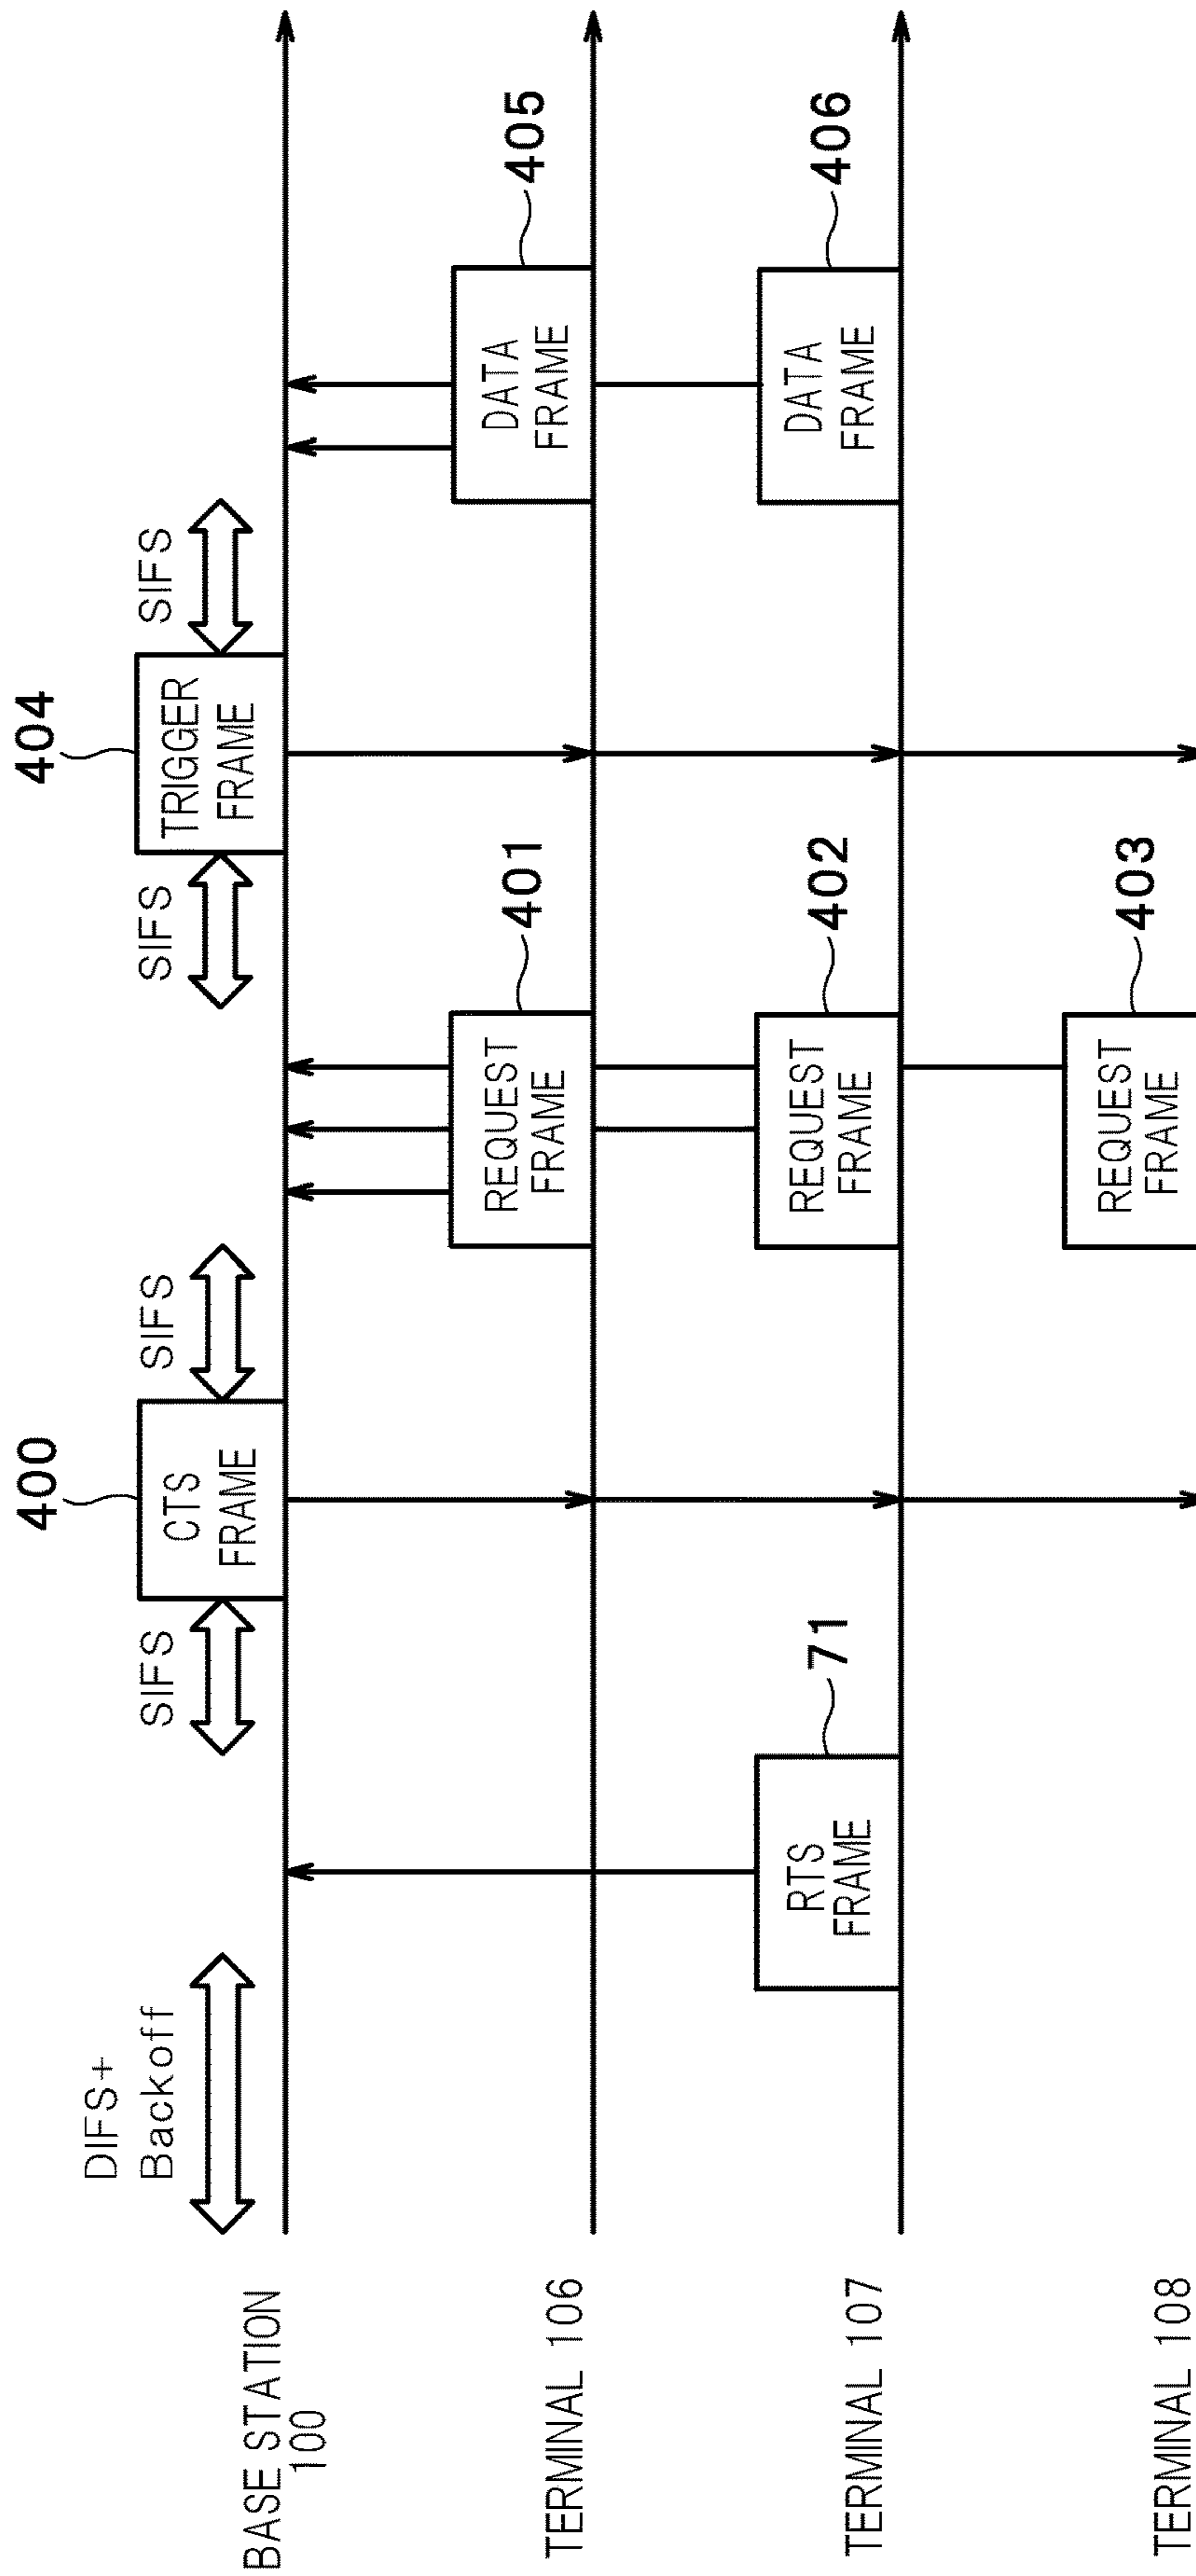 DIFS+
Backoff
SIFS
400
CTS
FRAME
SIFS
SIFS
404
TRIGGER
FRAME
SIFS
BASE STATION
100
401
REQUEST
FRAME
405
DATA
FRAME
TERMINAL 106
71
RTS
FRAME
402
REQUEST
FRAME
406
DATA
FRAME
TERMINAL 107
403
REQUEST
FRAME
TERMINAL 108